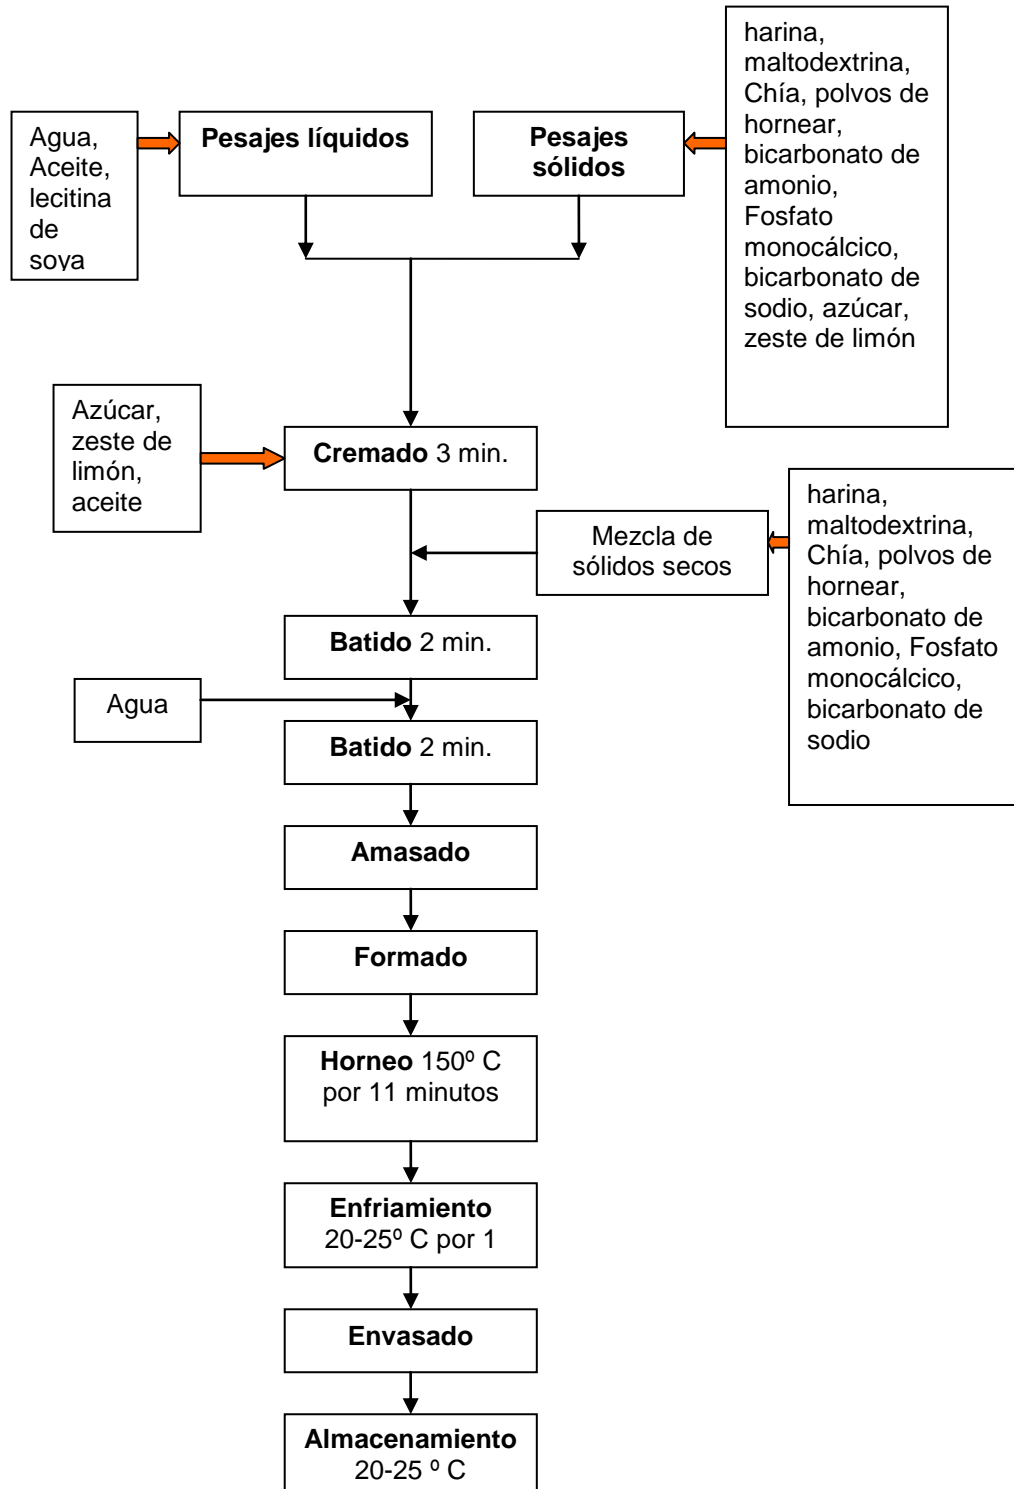 Agua,
Aceite,
lecitina
de
soya
Pesajes líquidos
Pesajes
sólidos
harina,
maltodextrina,
Chía, polvos de
hornear,
bicarbonato de
amonio,
Fosfato
monocálcico,
bicarbonato de
sodio, azúcar,
zeste de limón
Azúcar,
zeste de
limón,
aceite
Cremado 3 min.
Mezcla de
sólidos secos
harina,
maltodextrina,
Chía, polvos de
hornear,
bicarbonato de
amonio, Fosfato
monocálcico,
bicarbonato de
sodio
Batido 2 min.
Agua
Batido 2 min.
Amasado
Formado
Horneo 150º C
por 11 minutos
Enfriamiento
20-25º C por 1
Envasado
Almacenamiento
20-25 º C